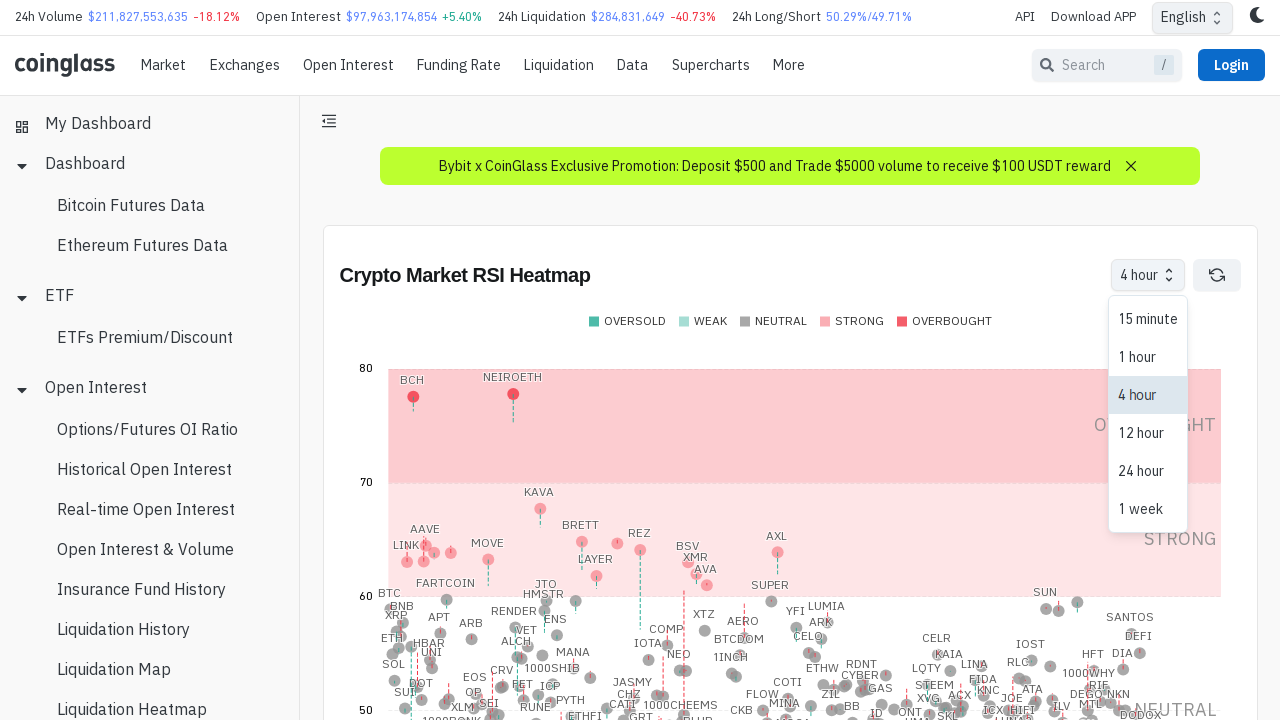 24h Volume $211,827,553,635 -18.12% Open Interest $97,963,174,854 +5.40% 24h Liquidation $284,831,649 -40.73% 24h Long/Short 50.29%/49.71% API Download APP English
coinglass Market Exchanges Open Interest Funding Rate Liquidation Data Supercharts More Search / Login
My Dashboard
Dashboard
Bitcoin Futures Data
Ethereum Futures Data
ETF
ETFs Premium/Discount
Open Interest
Options/Futures OI Ratio
Historical Open Interest
Real-time Open Interest
Open Interest & Volume
Insurance Fund History
Liquidation History
Liquidation Map
Liquidation Heatmap
Bybit x CoinGlass Exclusive Promotion: Deposit $500 and Trade $5000 volume to receive $100 USDT reward
Crypto Market RSI Heatmap
4 hour
15 minute
1 hour
4 hour
12 hour
24 hour
1 week
OVERSOLD WEAK NEUTRAL STRONG OVERBOUGHT
80
BCH NEIROETH
70
KAVA
STRONG
AAVE BRETT REZ AXL
LINK MOVE BSV
LAYER XMR
AVA
FARTCOIN JTO SUPER
60
BTC HMSTR SUN
BNB RENDER XTZ YFI LUMIA
XRP APT ARB ENS AERO ARK SANTOS
ETH VET COMP BTCDOM CELO CELR DEFI
HBAR ALCH IOTA IOST
UNI NEO 1INCH KAIA HFT DIA
SOL CRV 1000SHIB MANA ETHW RDNT LQTY LINA RLC
DOT EOS FET ICP JASMY COTI CYBER STEEM FIDA 1000WHY
SUI OP PYTH CHZ FLOW ZIL GAS ACX KNC ATA DEGO NKN
XLM SEI RUNE CATI 1000CHEEMS MINA BB XVG JOE ILV MTL NEUTRAL
50
ETHFI GRT CKB JD ONT SKL ICX HIFI DODOX